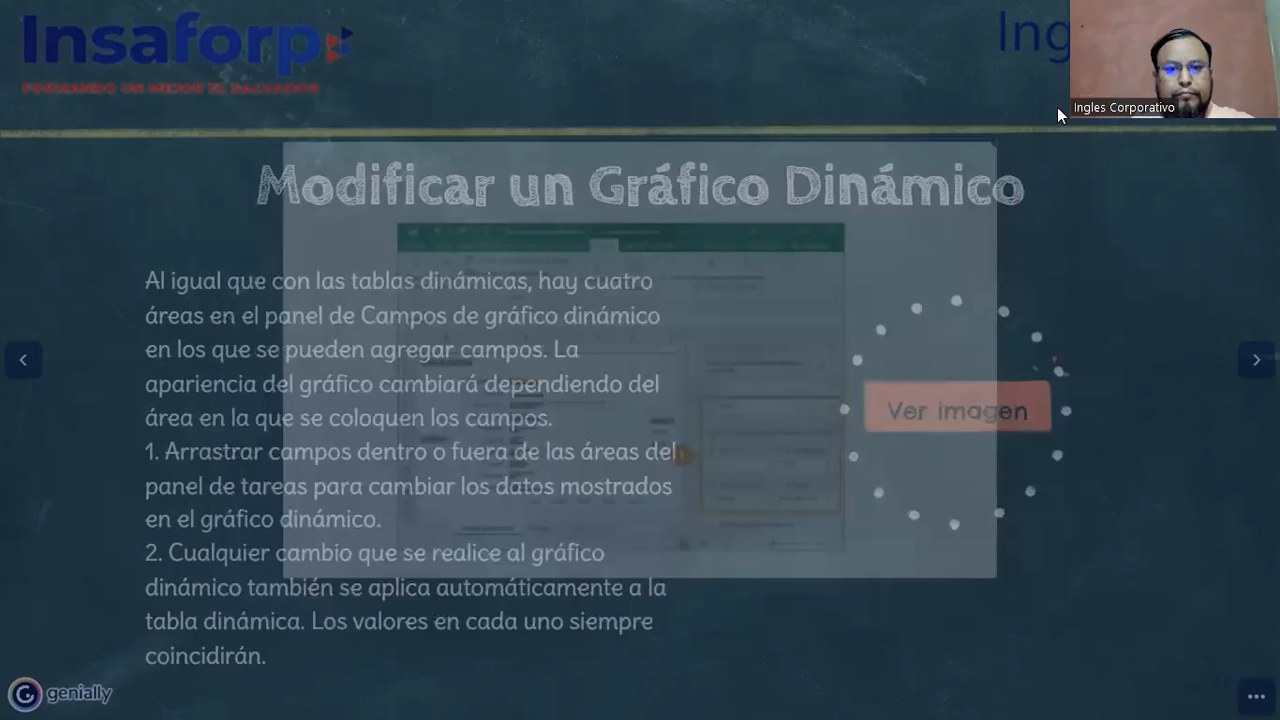 Insaforp
FORMANDO UN MEJOR EL SALVADOR
Ing
Ingles Corporativo
Modificar un Gráfico Dinámico
Al igual que con las tablas dinámicas, hay cuatro
áreas en el panel de Campos de gráfico dinámico
en los que se pueden agregar campos. La
apariencia del gráfico cambiará dependiendo del
área en la que se coloquen los campos.
1. Arrastrar campos dentro o fuera de las áreas del
panel de tareas para cambiar los datos mostrados
en el gráfico dinámico.
2. Cualquier cambio que se realice al gráfico
dinámico también se aplica automáticamente a la
tabla dinámica. Los valores en cada uno siempre
coincidirán.
Ver imagen
genially